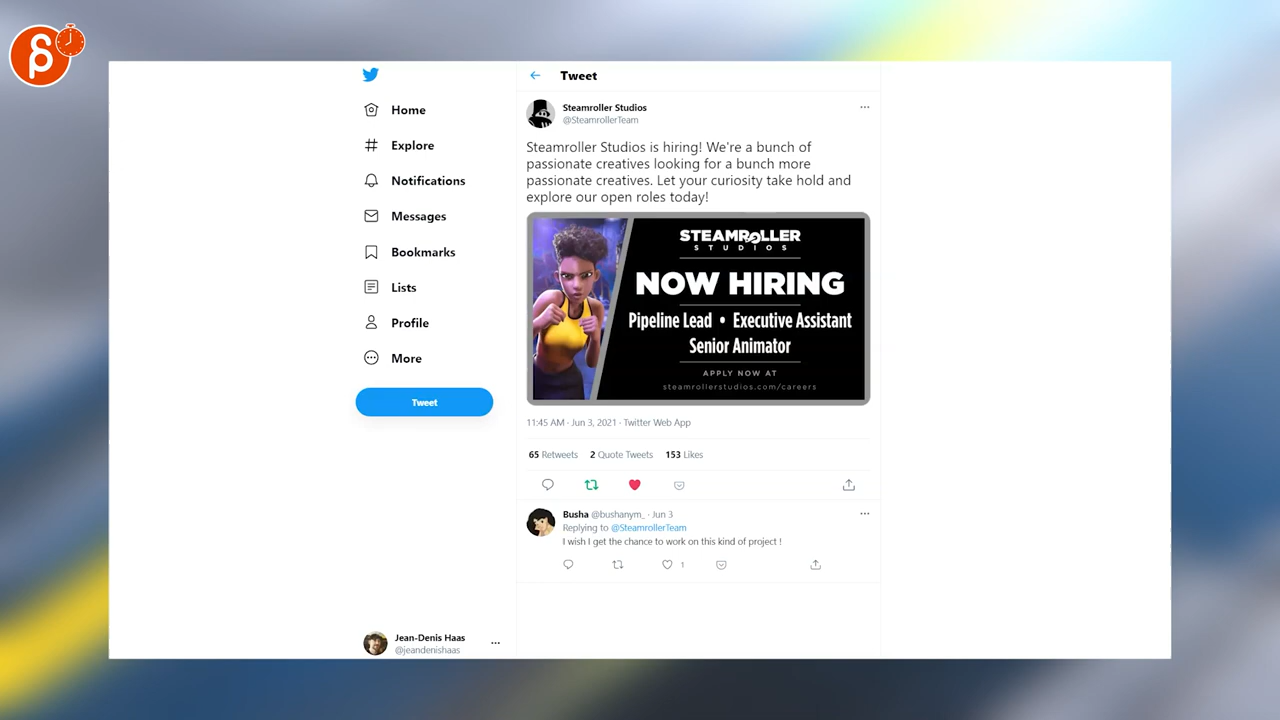 Tweet
Home
Explore
Notifications
Messages
Bookmarks
Lists
Profile
More
Tweet
Jean-Denis Haas
@jeandenishaas
Steamroller Studios
@SteamrollerTeam
Steamroller Studios is hiring! We're a bunch of
passionate creatives looking for a bunch more
passionate creatives. Let your curiosity take hold and
explore our open roles today!
STEAMROLLER
STUDIOS
NOW HIRING
Pipeline Lead • Executive Assistant
Senior Animator
APPLY NOW AT
steamrollerstudios.com/careers
11:45 AM · Jun 3, 2021 · Twitter Web App
65 Retweets 2 Quote Tweets 153 Likes
Busha @bushanym_ · Jun 3
Replying to @SteamrollerTeam
I wish I get the chance to work on this kind of project !
1